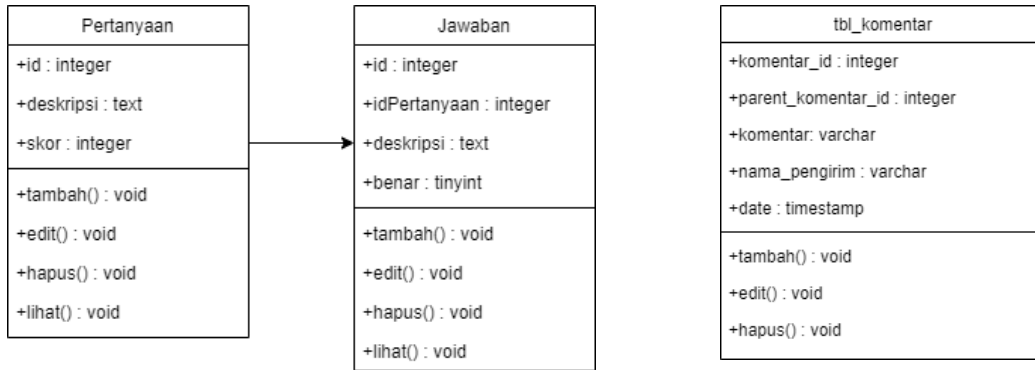 Pertanyaan
+id : integer
+deskripsi : text
+skor : integer
+tambah() : void
+edit() : void
+hapus() : void
+lihat() : void
Jawaban
+id : integer
+idPertanyaan : integer
+deskripsi : text
+benar : tinyint
+tambah() : void
+edit() : void
+hapus() : void
+lihat() : void
tbl_komentar
+komentar_id : integer
+parent_komentar_id : integer
+komentar: varchar
+nama_pengirim : varchar
+date : timestamp
+tambah() : void
+edit() : void
+hapus() : void